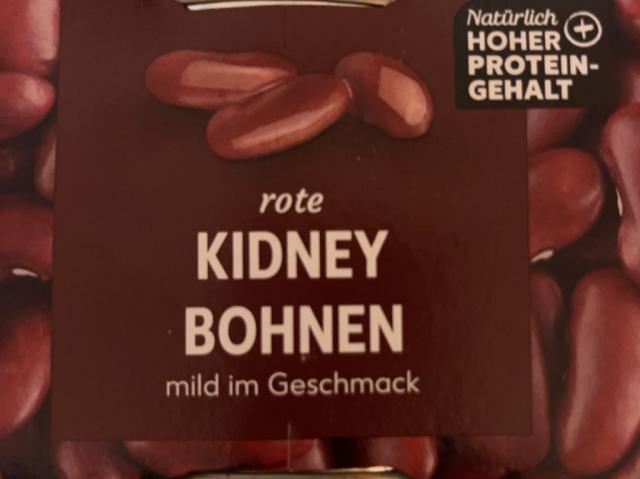 Natürlich
HOHER
PROTEIN-
GEHALT
rote
KIDNEY
BOHNEN
mild im Geschmack